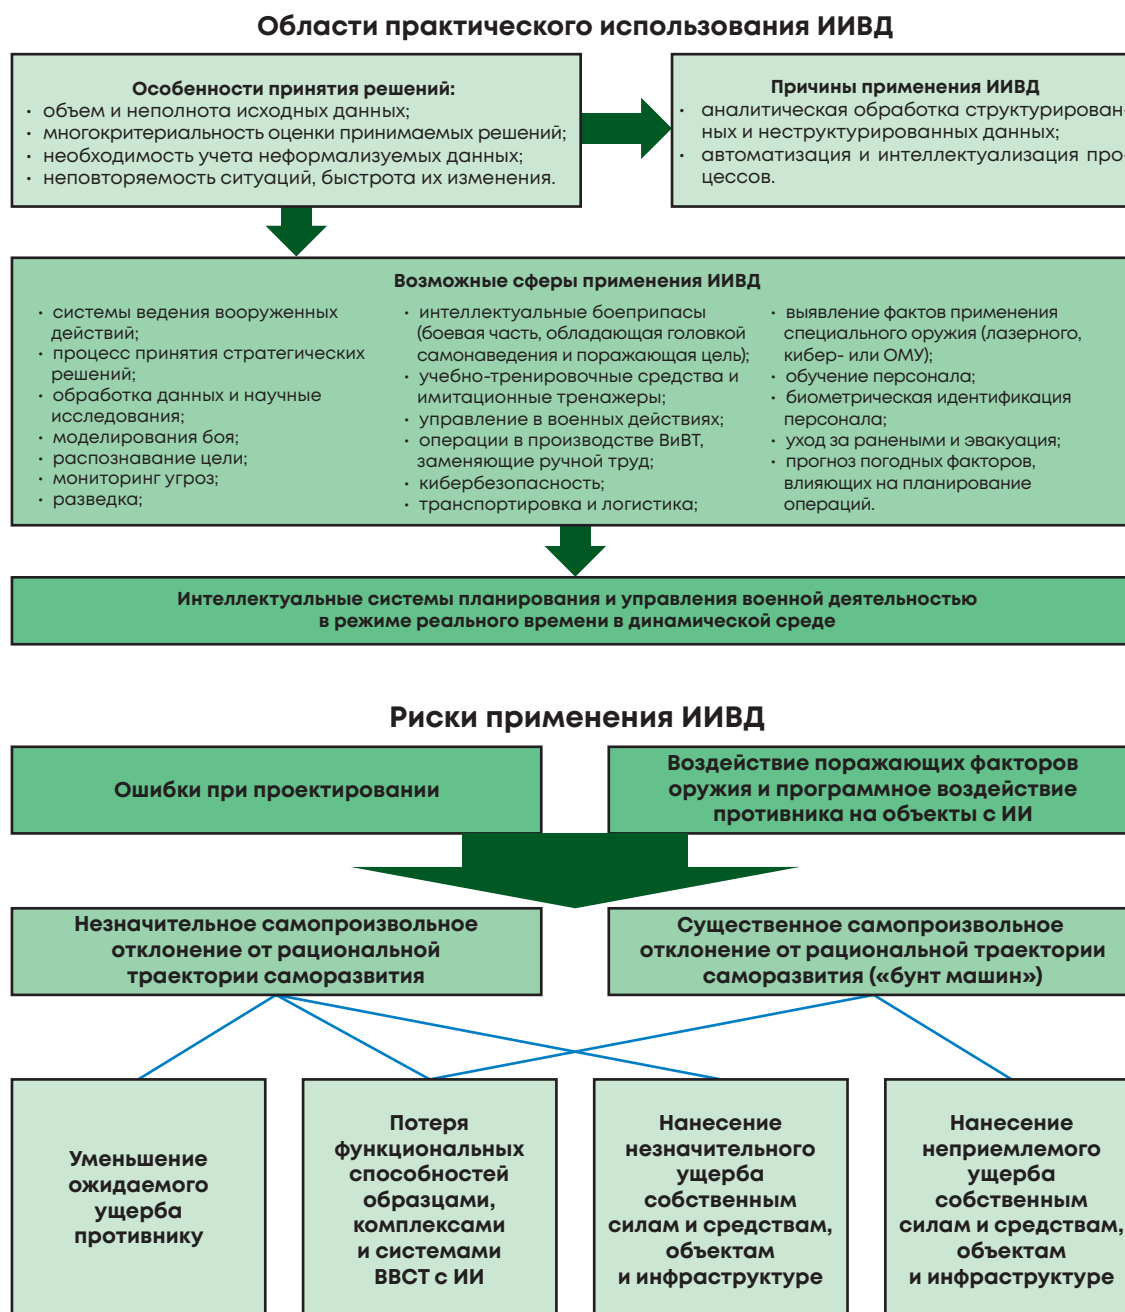 Области практического использования ИИВД
Особенности принятия решений:
· объем и неполнота исходных данных;
· многокритериальность оценки принимаемых решений;
· необходимость учета неформализуемых данных;
· неповторяемость ситуаций, быстрота их изменения.
Причины применения ИИВД
· аналитическая обработка структурирован-
ных и неструктурированных данных;
· автоматизация и интеллектуализация про-
цессов.
Возможные сферы применения ИИВД
· системы ведения вооруженных
действий;
· процесс принятия стратегических
решений;
· обработка данных и научные
исследования;
· моделирования боя;
· распознавание цели;
· мониторинг угроз;
· разведка;
· интеллектуальные боеприпасы
(боевая часть, обладающая головкой
самонаведения и поражающая цель);
· учебно-тренировочные средства и
имитационные тренажеры;
· управление в военных действиях;
· операции в производстве ВиВТ,
заменяющие ручной труд;
· кибербезопасность;
· транспортировка и логистика;
· выявление фактов применения
специального оружия (лазерного,
кибер- или ОМУ);
· обучение персонала;
· биометрическая идентификация
персонала;
· уход за ранеными и эвакуация;
· прогноз погодных факторов,
влияющих на планирование
операций.
Интеллектуальные системы планирования и управления военной деятельностью
в режиме реального времени в динамической среде
Риски применения ИИВД
Ошибки при проектировании
Воздействие поражающих факторов
оружия и программное воздействие
противника на объекты с ИИ
Незначительное самопроизвольное
отклонение от рациональной
траектории саморазвития
Существенное самопроизвольное
отклонение от рациональной траектории
саморазвития («бунт машин»)
Уменьшение
ожидаемого
ущерба
противнику
Потеря
функциональных
способностей
образцами,
комплексами
и системами
ВВСТ с ИИ
Нанесение
незначительного
ущерба
собственным
силам и средствам,
объектам
и инфраструктуре
Нанесение
неприемлемого
ущерба
собственным
силам и средствам,
объектам
и инфраструктуре